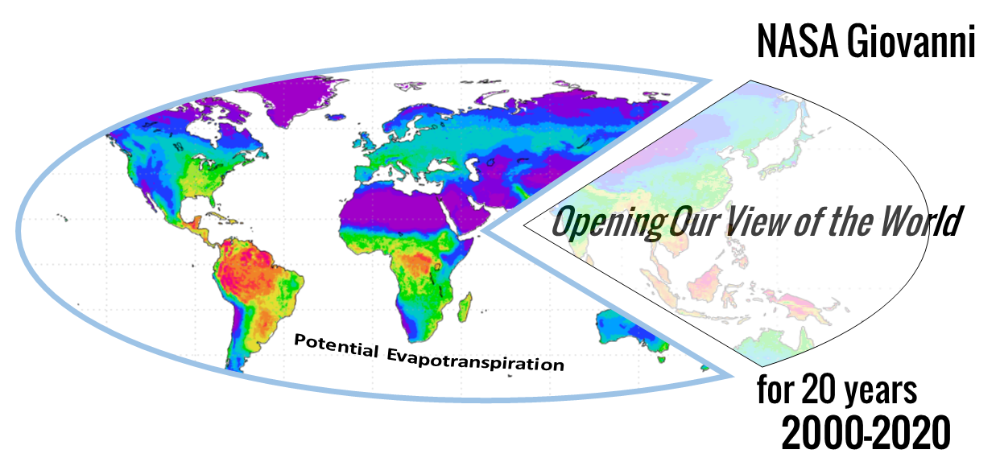 NASA Giovanni
Opening Our View of the World
Potential Evapotranspiration
for 20 years
2000-2020